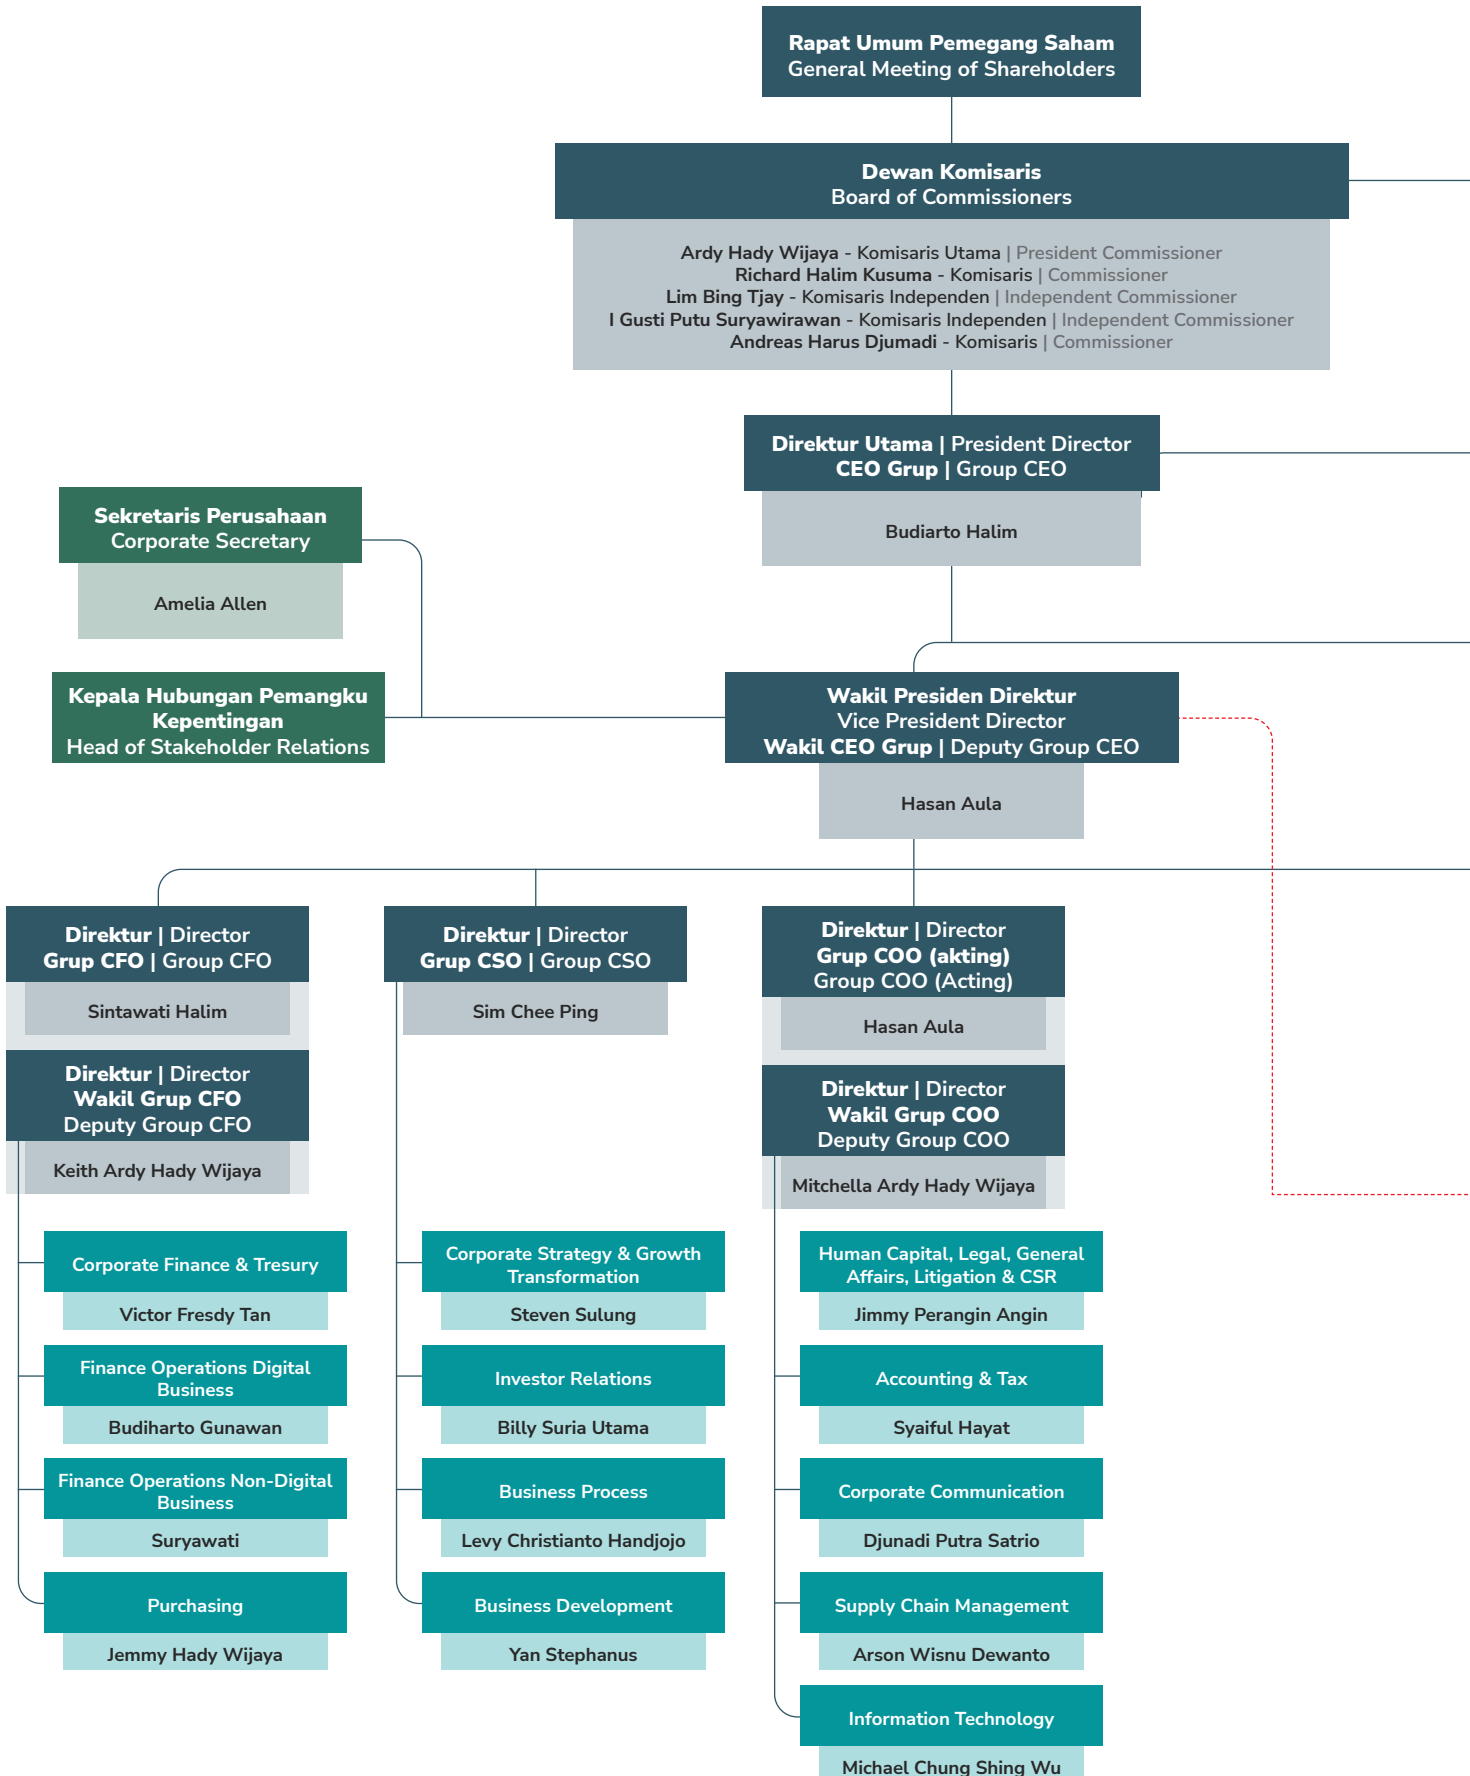 Rapat Umum Pemegang Saham
General Meeting of Shareholders
Dewan Komisaris
Board of Commissioners
Ardy Hady Wijaya - Komisaris Utama | President Commissioner
Richard Halim Kusuma - Komisaris | Commissioner
Lim Bing Tjay - Komisaris Independen | Independent Commissioner
I Gusti Putu Suryawirawan - Komisaris Independen | Independent Commissioner
Andreas Harus Djumadi - Komisaris | Commissioner
Direktur Utama | President Director
CEO Grup | Group CEO
Budiarto Halim
Sekretaris Perusahaan
Corporate Secretary
Amelia Allen
Kepala Hubungan Pemangku
Kepentingan
Head of Stakeholder Relations
Wakil Presiden Direktur
Vice President Director
Wakil CEO Grup | Deputy Group CEO
Hasan Aula
Direktur | Director
Grup CFO | Group CFO
Sintawati Halim
Direktur | Director
Wakil Grup CFO
Deputy Group CFO
Keith Ardy Hady Wijaya
Corporate Finance & Tresury
Victor Fresdy Tan
Finance Operations Digital
Business
Budiharto Gunawan
Finance Operations Non-Digital
Business
Suryawati
Purchasing
Jemmy Hady Wijaya
Direktur | Director
Grup CSO | Group CSO
Sim Chee Ping
Corporate Strategy & Growth
Transformation
Steven Sulung
Investor Relations
Billy Suria Utama
Business Process
Levy Christianto Handjojo
Business Development
Yan Stephanus
Direktur | Director
Grup COO (akting)
Group COO (Acting)
Hasan Aula
Direktur | Director
Wakil Grup COO
Deputy Group COO
Mitchella Ardy Hady Wijaya
Human Capital, Legal, General
Affairs, Litigation & CSR
Jimmy Perangin Angin
Accounting & Tax
Syaiful Hayat
Corporate Communication
Djunadi Putra Satrio
Supply Chain Management
Arson Wisnu Dewanto
Information Technology
Michael Chung Shing Wu